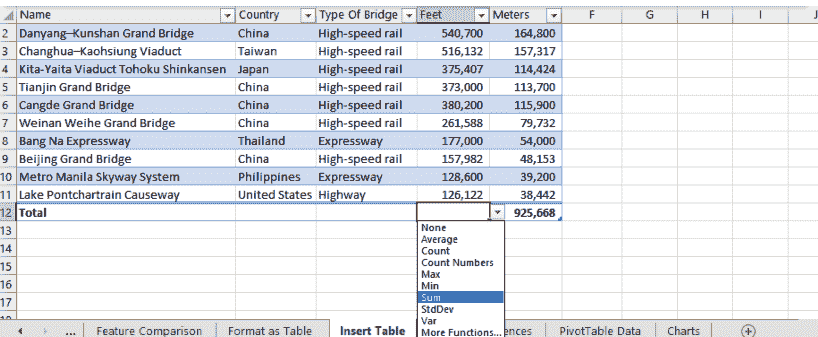 Name Country Type Of Bridge Feet Meters F G H I J
2 Danyang–Kunshan Grand Bridge China High-speed rail 540,700 164,800
3 Changhua–Kaohsiung Viaduct Taiwan High-speed rail 516,132 157,317
4 Kita-Yaita Viaduct Tohoku Shinkansen Japan High-speed rail 375,407 114,424
5 Tianjin Grand Bridge China High-speed rail 373,000 113,700
6 Cangde Grand Bridge China High-speed rail 380,200 115,900
7 Weinan Weihe Grand Bridge China High-speed rail 261,588 79,732
8 Bang Na Expressway Thailand Expressway 177,000 54,000
9 Beijing Grand Bridge China High-speed rail 157,982 48,153
10 Metro Manila Skyway System Philippines Expressway 128,600 39,200
11 Lake Pontchartrain Causeway United States Highway 126,122 38,442
12 Total 925,668
13 None
Average
14 Count
15 Count Numbers
Max
16 Min
17 Sum
StdDev
Var
More Functions...
... Feature Comparison Format as Table Insert Table ences PivotTable Data Charts